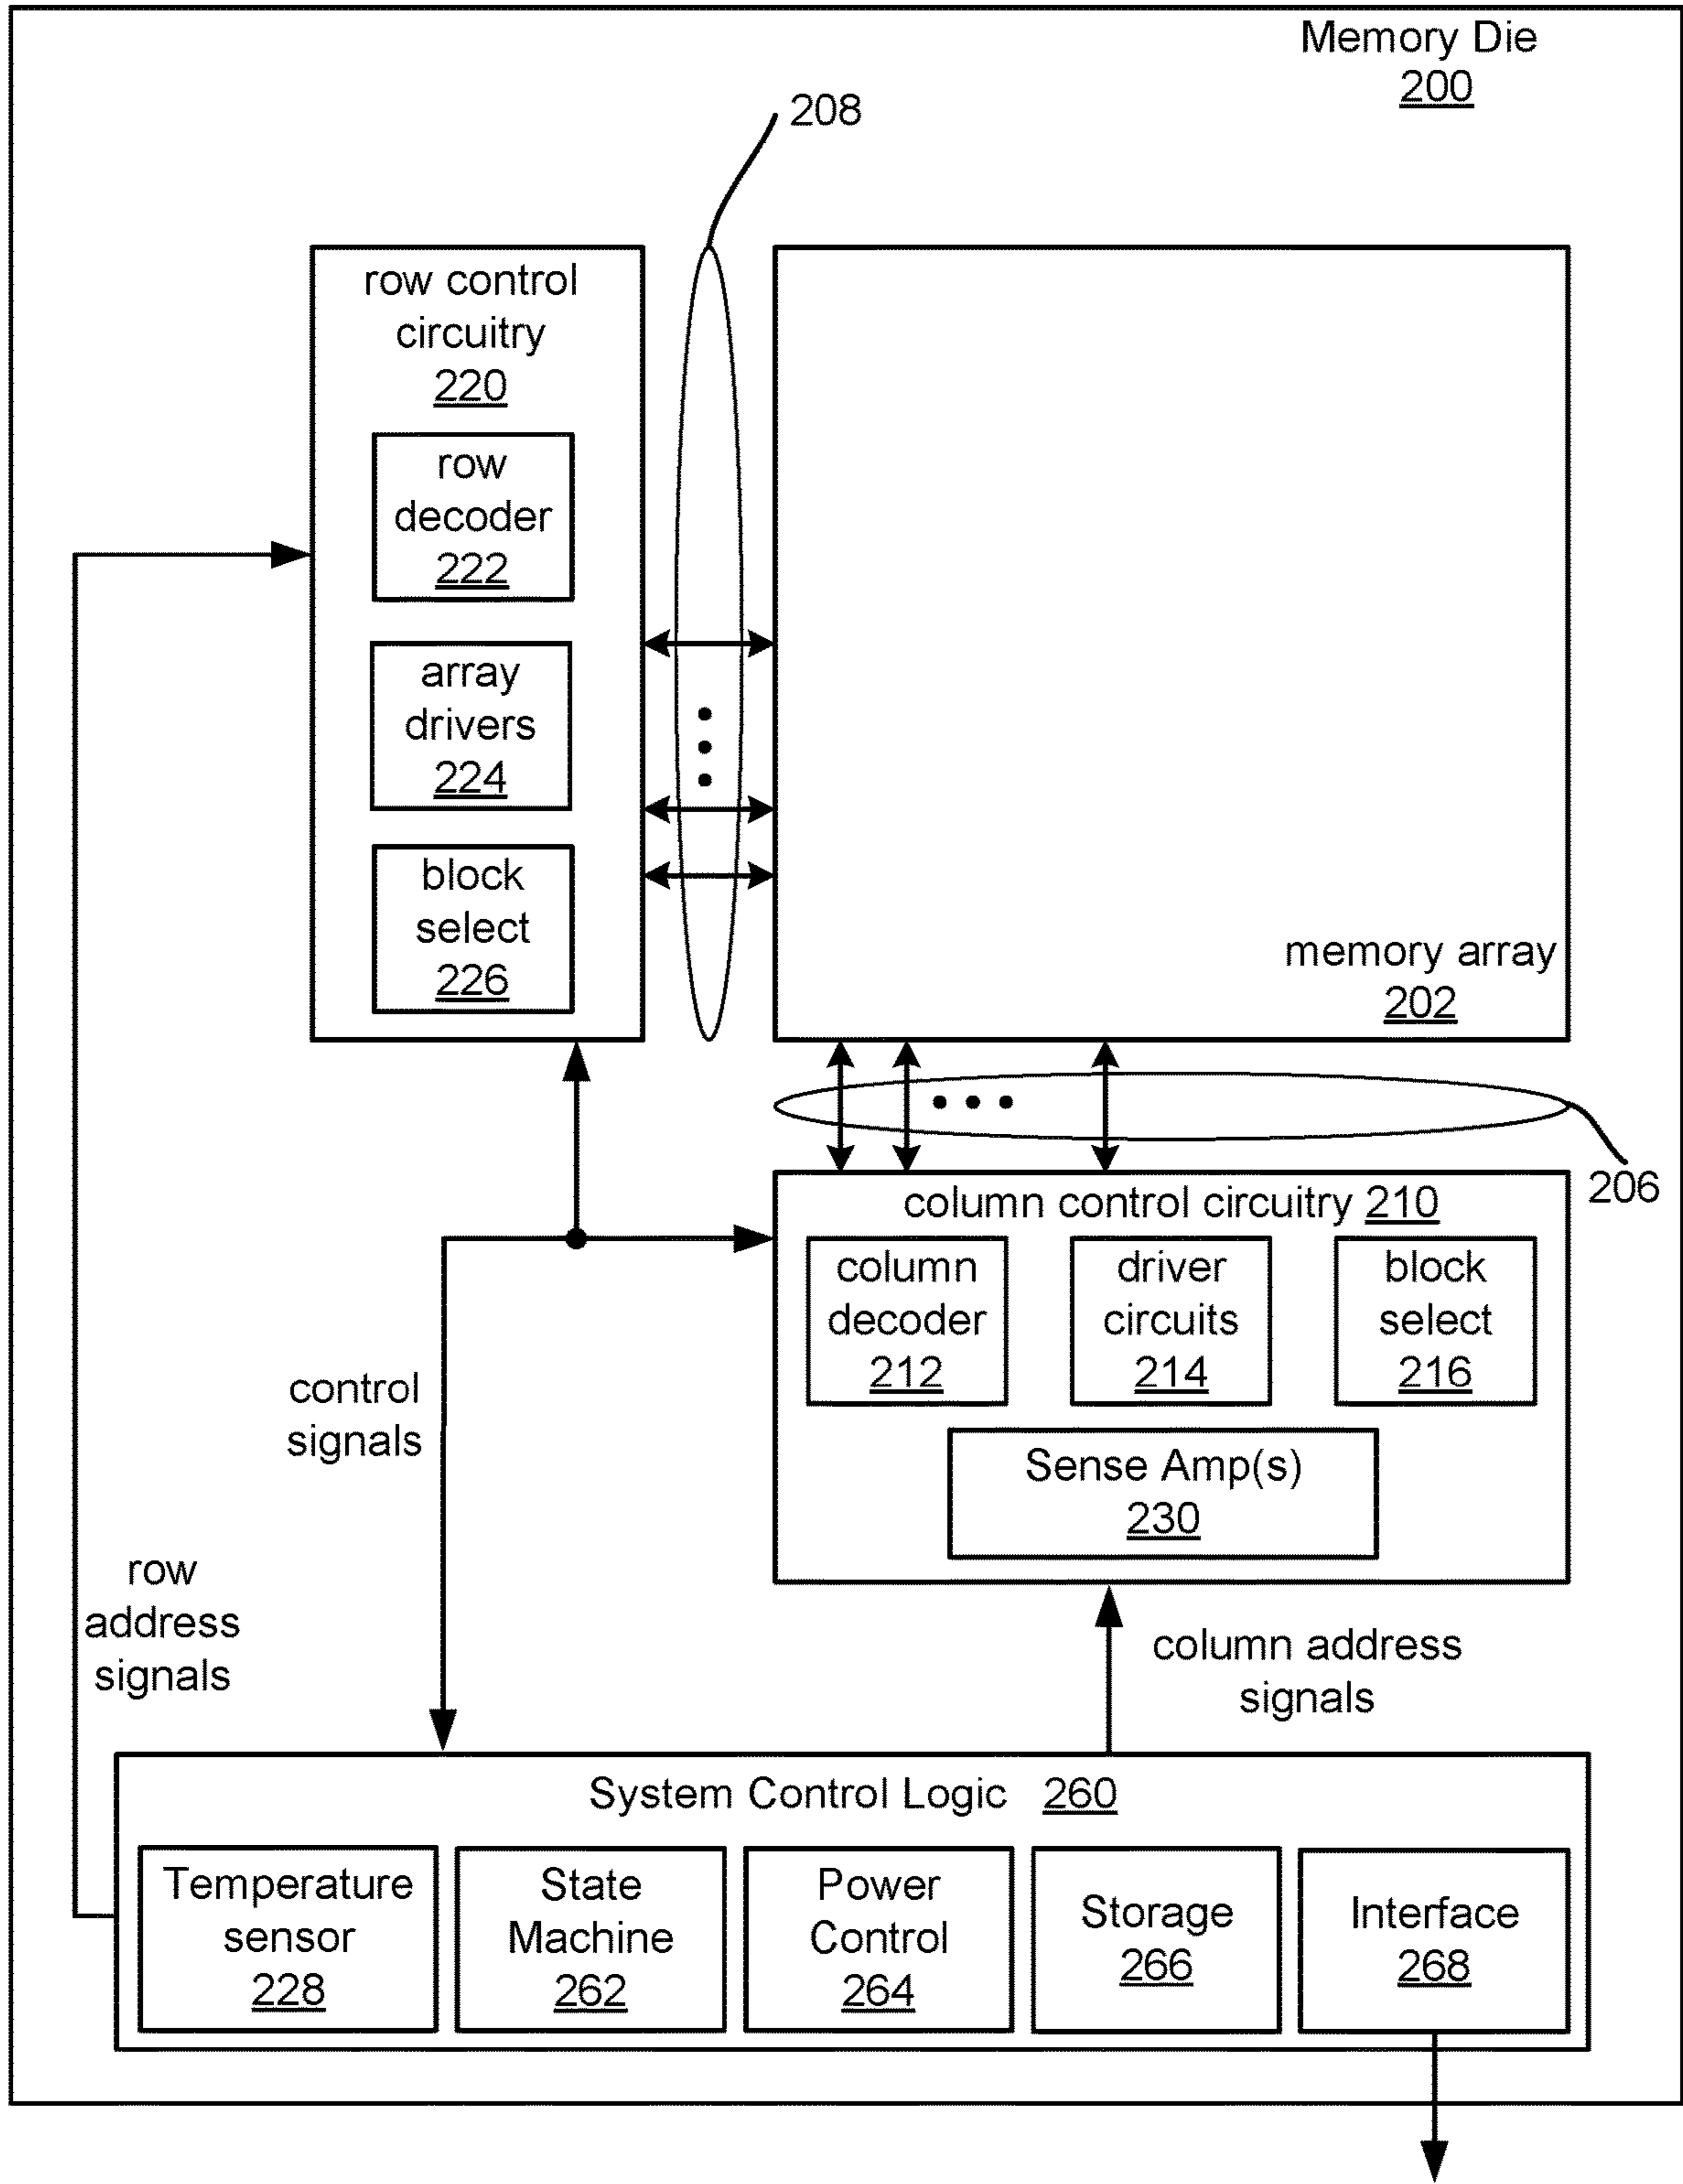 Memory Die
200
208
row control
circuitry
220
row
decoder
222
array
drivers
224
block
select
226
memory array
202
206
column control circuitry 210
column
decoder
212
driver
circuits
214
block
select
216
Sense Amp(s)
230
control
signals
row
address
signals
column address
signals
System Control Logic 260
Temperature
sensor
228
State
Machine
262
Power
Control
264
Storage
266
Interface
268